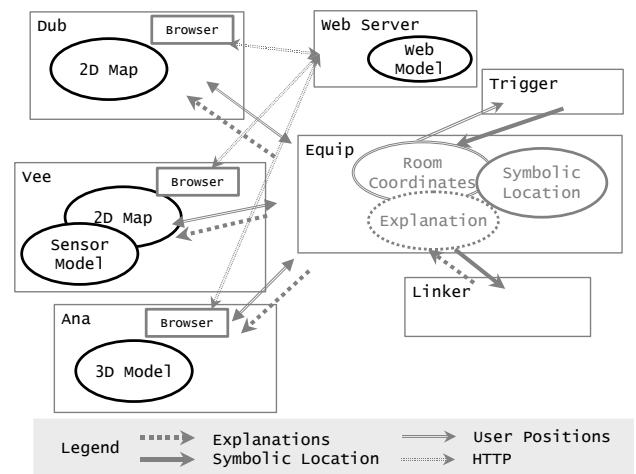 Dub
Browser
2D Map
Web Server
Web
Model
Trigger
Equip
Room
Coordinates
Symbolic
Location
Explanation
Vee
Browser
2D Map
Sensor
Model
Linker
Ana
Browser
3D Model
Legend
Explanations
User Positions
Symbolic Location
HTTP